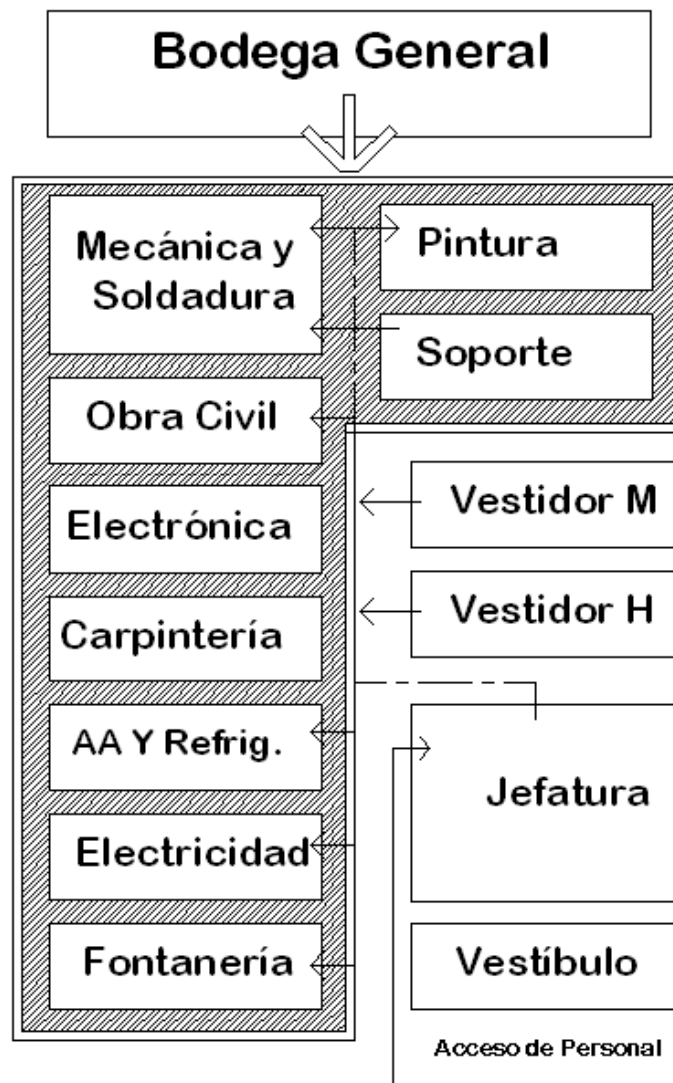 Bodega General
Mecánica y
Soldadura
Pintura
Soporte
Obra Civil
Electrónica
Carpintería
AA Y Refrig.
Electricidad
Fontanería
Vestidor M
Vestidor H
Jefatura
Vestíbulo
Acceso de Personal